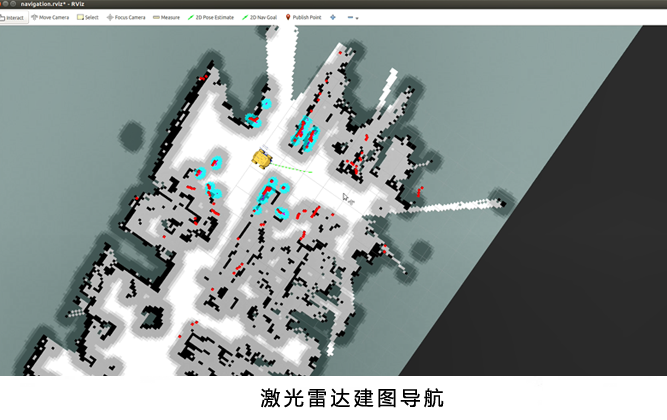 navigation.rviz* - RViz
Interact Move Camera Select Focus Camera Measure 2D Pose Estimate 2D Nav Goal Publish Point
激光雷达建图导航